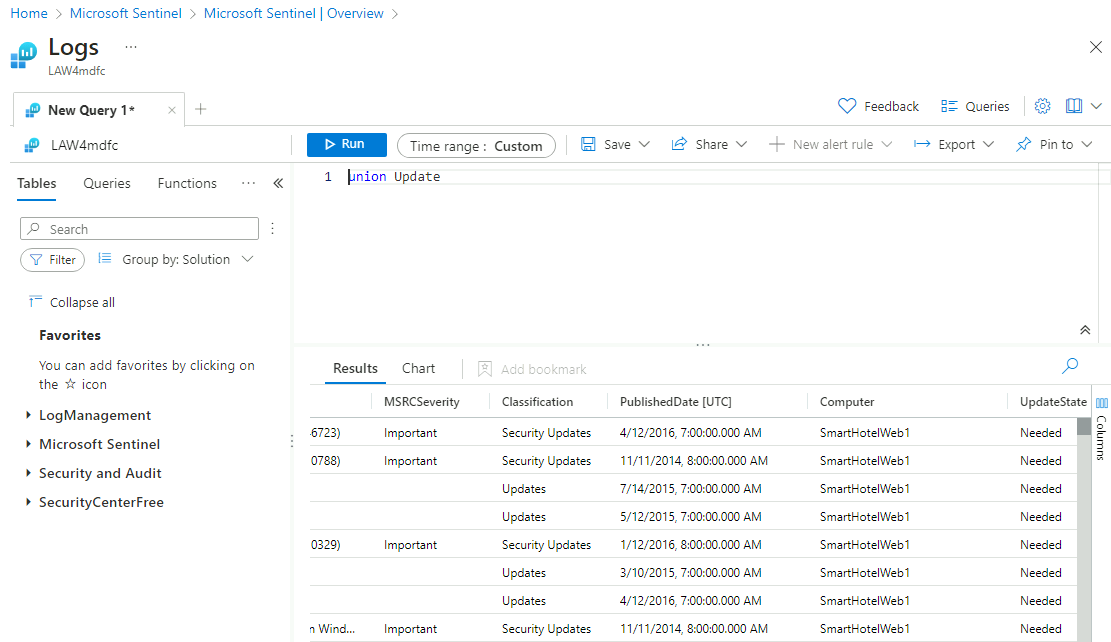 Home > Microsoft Sentinel > Microsoft Sentinel | Overview >
Logs ...
LAW4mdfc
New Query 1*
Feedback Queries
LAW4mdfc
Run Time range : Custom Save Share New alert rule Export Pin to
Tables Queries Functions ...
1 union Update
Search
Filter Group by: Solution
Collapse all
Favorites
You can add favorites by clicking on
the ☆ icon
LogManagement
Microsoft Sentinel
Security and Audit
SecurityCenterFree
Results Chart Add bookmark
MSRCSeverity Classification PublishedDate [UTC] Computer UpdateState
46723) Important Security Updates 4/12/2016, 7:00:00.000 AM SmartHotelWeb1 Needed
0788) Important Security Updates 11/11/2014, 8:00:00.000 AM SmartHotelWeb1 Needed
Updates 7/14/2015, 7:00:00.000 AM SmartHotelWeb1 Needed
Updates 5/12/2015, 7:00:00.000 AM SmartHotelWeb1 Needed
0329) Important Security Updates 1/12/2016, 8:00:00.000 AM SmartHotelWeb1 Needed
Updates 3/10/2015, 7:00:00.000 AM SmartHotelWeb1 Needed
Updates 4/12/2016, 7:00:00.000 AM SmartHotelWeb1 Needed
n Wind... Important Security Updates 11/11/2014, 8:00:00.000 AM SmartHotelWeb1 Needed
Columns